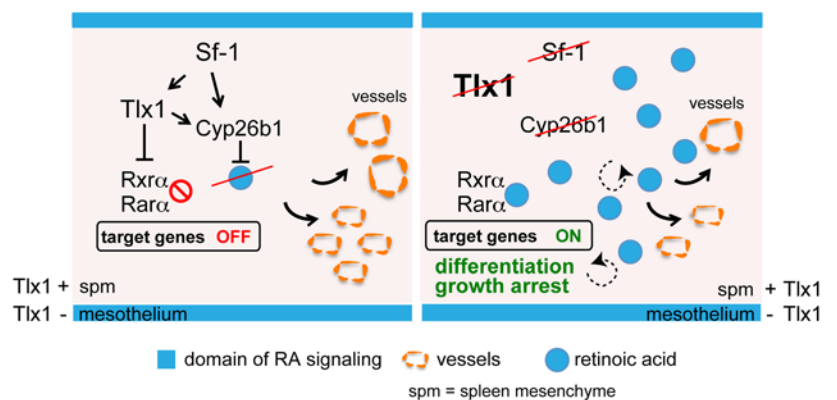 Sf-1
Tlx1
Cyp26b1
Rxrα
Rarα
target genes OFF
vessels
Tlx1 + spm
Tlx1 - mesothelium
Sf-1
Tlx1
Cyp26b1
Rxrα
Rarα
target genes ON
differentiation
growth arrest
vessels
spm + Tlx1
mesothelium - Tlx1
domain of RA signaling
vessels
retinoic acid
spm = spleen mesenchyme